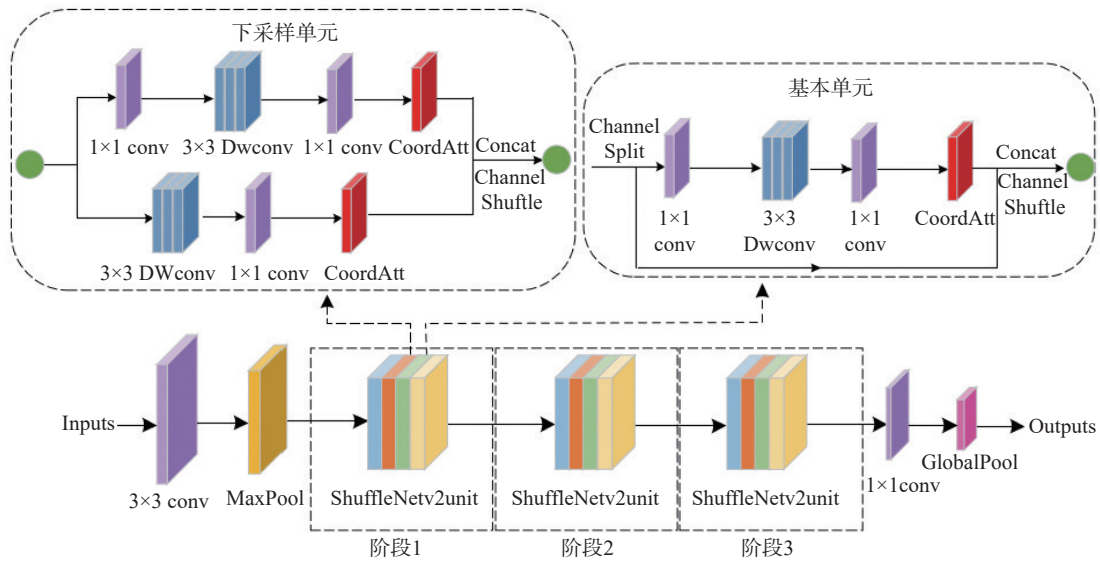 下采样单元
1×1 conv
3×3 Dwconv
1×1 conv
CoordAtt
Concat
Channel
Shuftle
3×3 DWconv
1×1 conv
CoordAtt
基本单元
Channel
Split
1×1
conv
3×3
Dwconv
1×1
conv
CoordAtt
Concat
Channel
Shuftle
Inputs
3×3 conv
MaxPool
ShuffleNetv2unit
ShuffleNetv2unit
ShuffleNetv2unit
1×1conv
GlobalPool
Outputs
阶段1
阶段2
阶段3